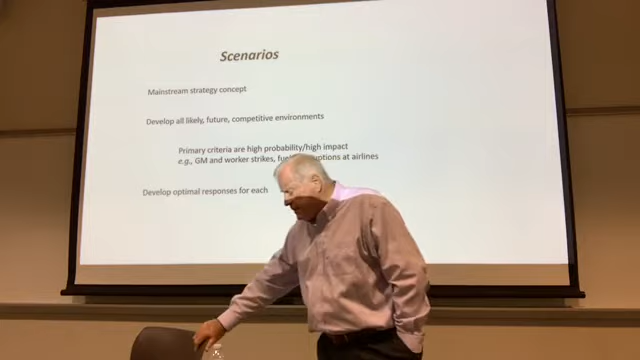 Scenarios
Mainstream strategy concept
Develop all likely, future, competitive environments
Primary criteria are high probability/high impact
e.g., GM and worker strikes, at airlines
Develop optimal responses for each